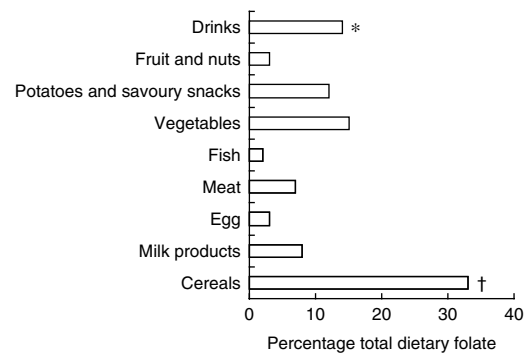 Drinks *
Fruit and nuts
Potatoes and savoury snacks
Vegetables
Fish
Meat
Egg
Milk products
Cereals †
0 10 20 30 40
Percentage total dietary folate